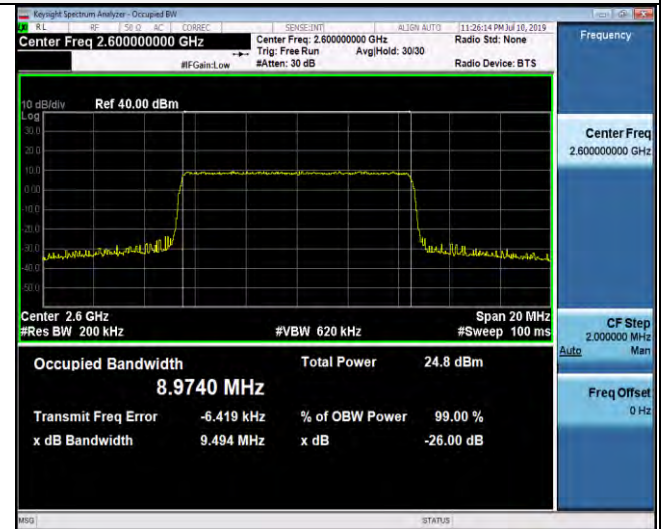 Keysight Spectrum Analyzer - Occupied BW
RL RF 50 Ω AC CORREC SENSE:INT ALIGN AUTO 11:26:14 PM Jul 10, 2019
Center Freq 2.600000000 GHz Center Freq: 2.600000000 GHz Radio Std: None Frequency
Trig: Free Run Avg|Hold: 30/30
#IFGain:Low #Atten: 30 dB Radio Device: BTS
10 dB/div Ref 40.00 dBm
Log
30.0
20.0
10.0
0.00
-10.0
-20.0
-30.0
-40.0
-50.0
Center Freq
2.600000000 GHz
Center 2.6 GHz Span 20 MHz
#Res BW 200 kHz #VBW 620 kHz #Sweep 100 ms
CF Step
2.000000 MHz
Auto Man
Occupied Bandwidth Total Power 24.8 dBm
8.9740 MHz
Transmit Freq Error -6.419 kHz % of OBW Power 99.00 %
x dB Bandwidth 9.494 MHz x dB -26.00 dB
Freq Offset
0 Hz
MSG STATUS